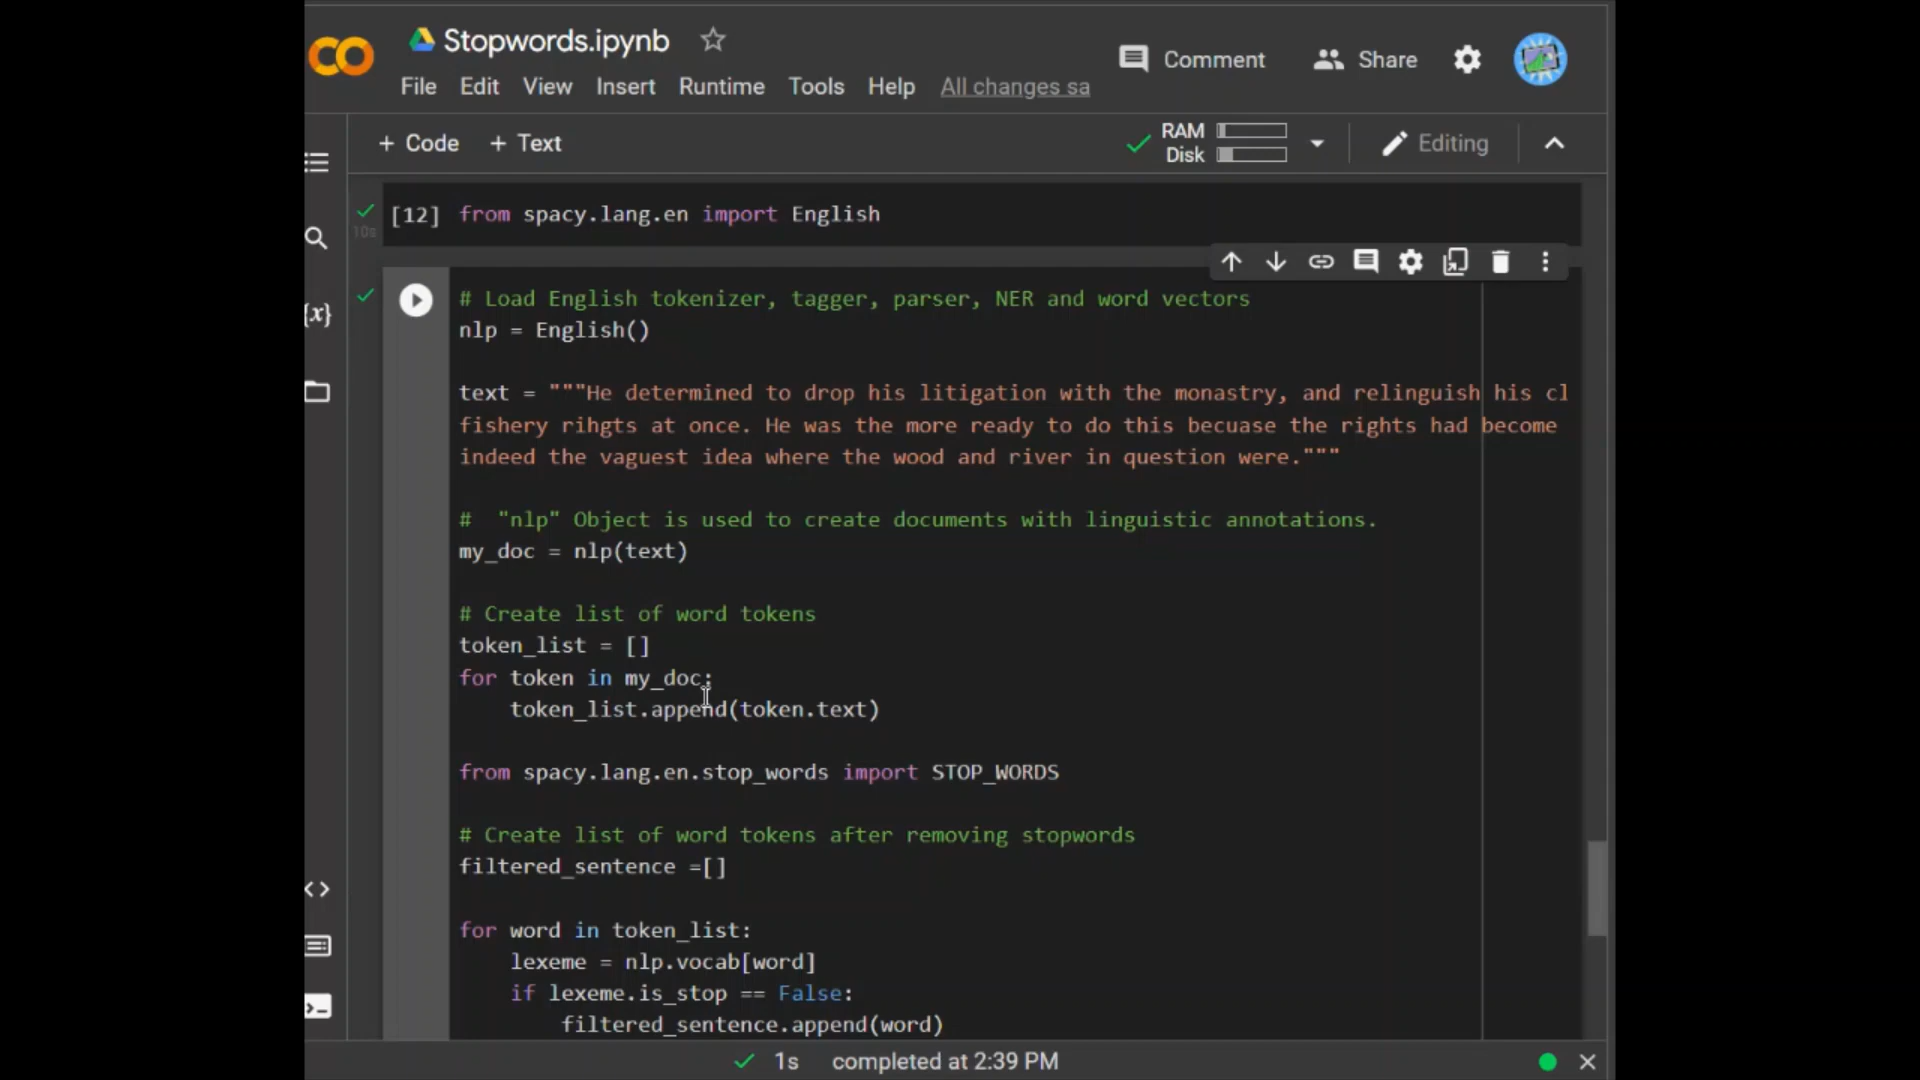 Stopwords.ipynb
Comment
Share
File Edit View Insert Runtime Tools Help All changes sa
+ Code + Text
RAM
Disk
Editing
[12] from spacy.lang.en import English
10s
{x}
# Load English tokenizer, tagger, parser, NER and word vectors
nlp = English()
text = """He determined to drop his litigation with the monastry, and relinguish his cl
fishery rihgts at once. He was the more ready to do this becuase the rights had become
indeed the vaguest idea where the wood and river in question were."""
#  "nlp" Object is used to create documents with linguistic annotations.
my_doc = nlp(text)
# Create list of word tokens
token_list = []
for token in my_doc:
    token_list.append(token.text)
from spacy.lang.en.stop_words import STOP_WORDS
# Create list of word tokens after removing stopwords
filtered_sentence =[]
for word in token_list:
    lexeme = nlp.vocab[word]
    if lexeme.is_stop == False:
        filtered_sentence.append(word)
1s completed at 2:39 PM